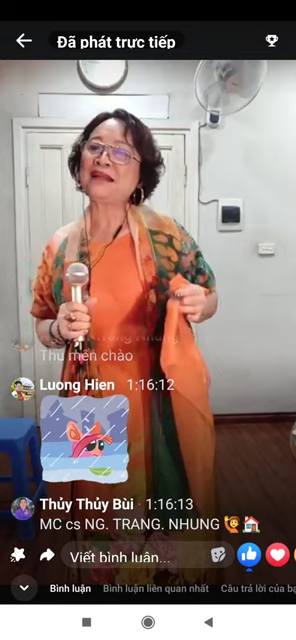 Đã phát trực tiếp
Thu mến chào
Luong Hien 1:16:12
Thủy Thủy Bùi · 1:16:13
MC cs NG. TRANG. NHUNG 🙋🏠
Viết bình luận...
Bình luận Bình luận liên quan nhất Câu trả lời của bạ